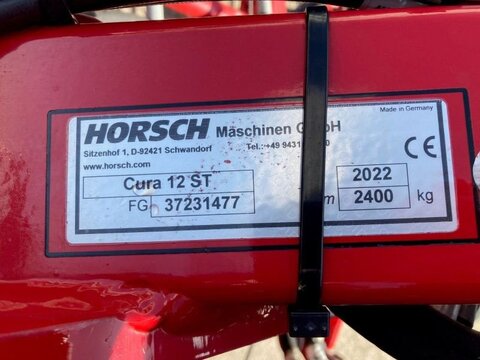 Made in Germany
HORSCH Maschinen
Sitzenhof 1, D-92421 Schwandorf
www.horsch.com
CE
Cura 12 ST 2022
FG 37231477 2400 kg